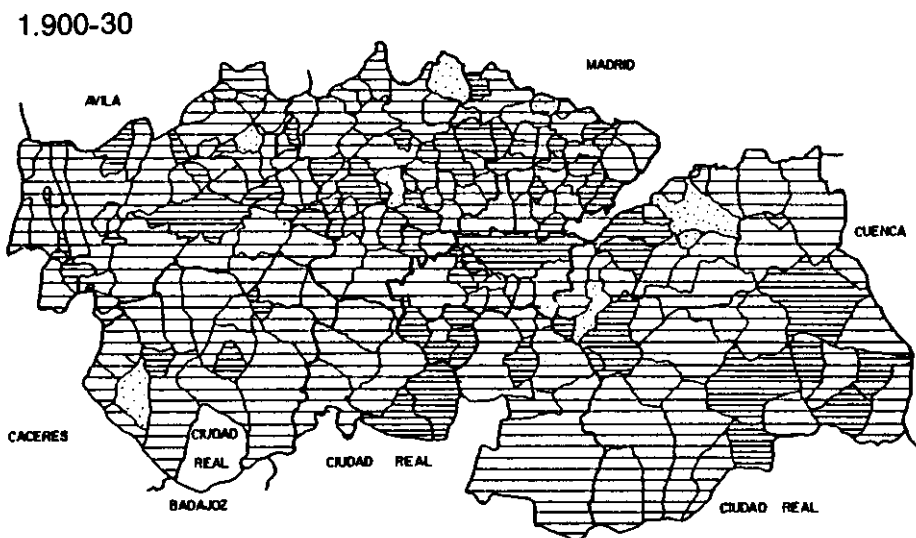 1.900-30
MADRID
AVILA
CUENCA
CACERES
CIUDAD
REAL
CIUDAD REAL
BADAJOZ
CIUDAD REAL